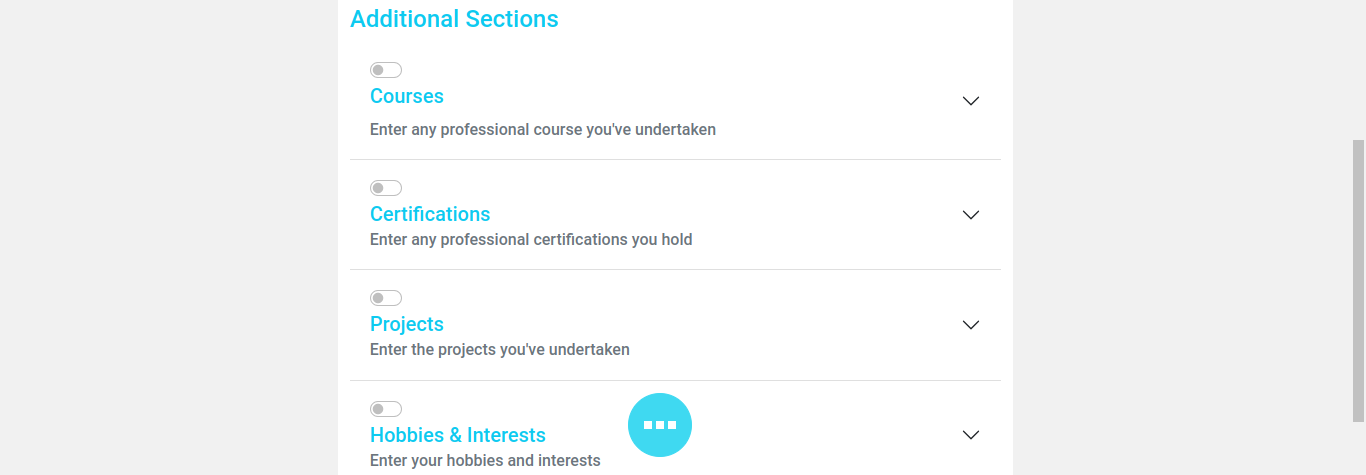 Additional Sections
Courses
Enter any professional course you've undertaken
Certifications
Enter any professional certifications you hold
Projects
Enter the projects you've undertaken
Hobbies & Interests
Enter your hobbies and interests